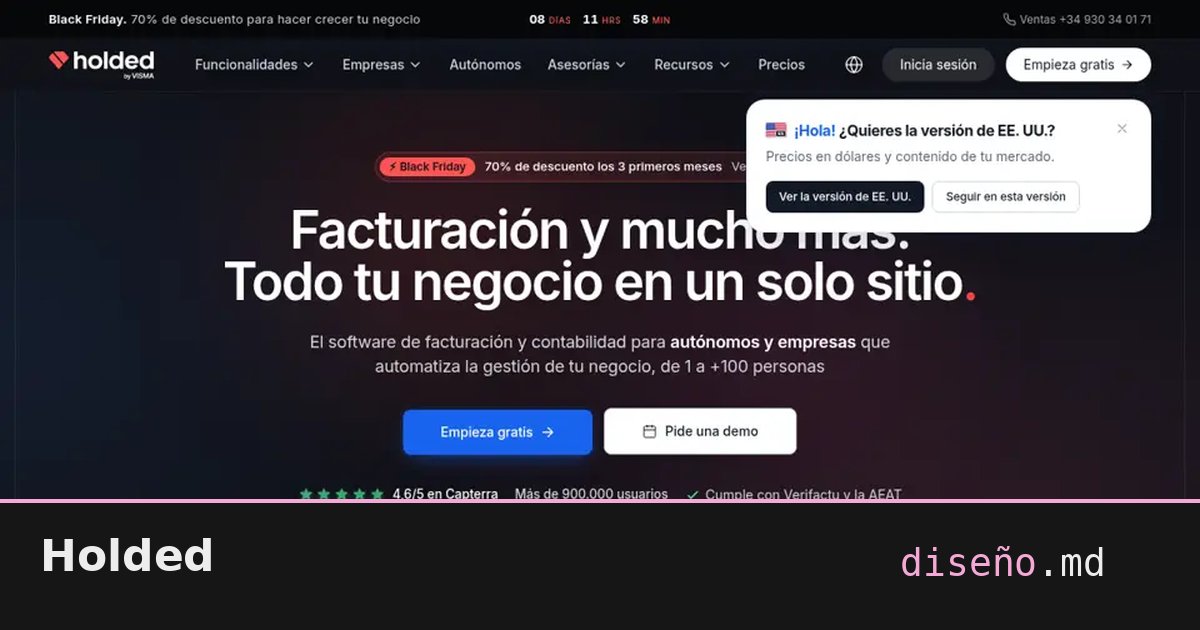 Black Friday. 70% de descuento para hacer crecer tu negocio
08 DÍAS 11 HRS 58 MIN
Ventas +34 930 34 01 71
holded
by VISMA
Funcionalidades
Empresas
Autónomos
Asesorías
Recursos
Precios
Inicia sesión
Empieza gratis →
¡Hola! ¿Quieres la versión de EE. UU.?
Precios en dólares y contenido de tu mercado.
Ver la versión de EE. UU.
Seguir en esta versión
⚡ Black Friday 70% de descuento los 3 primeros meses Ve
Facturación y mucho más.
Todo tu negocio en un solo sitio.
El software de facturación y contabilidad para autónomos y empresas que
automatiza la gestión de tu negocio, de 1 a +100 personas
Empieza gratis →
Pide una demo
★★★★★ 4,6/5 en Capterra Más de 900.000 usuarios ✓ Cumple con Verifactu y la AEAT
Holded
diseño.md